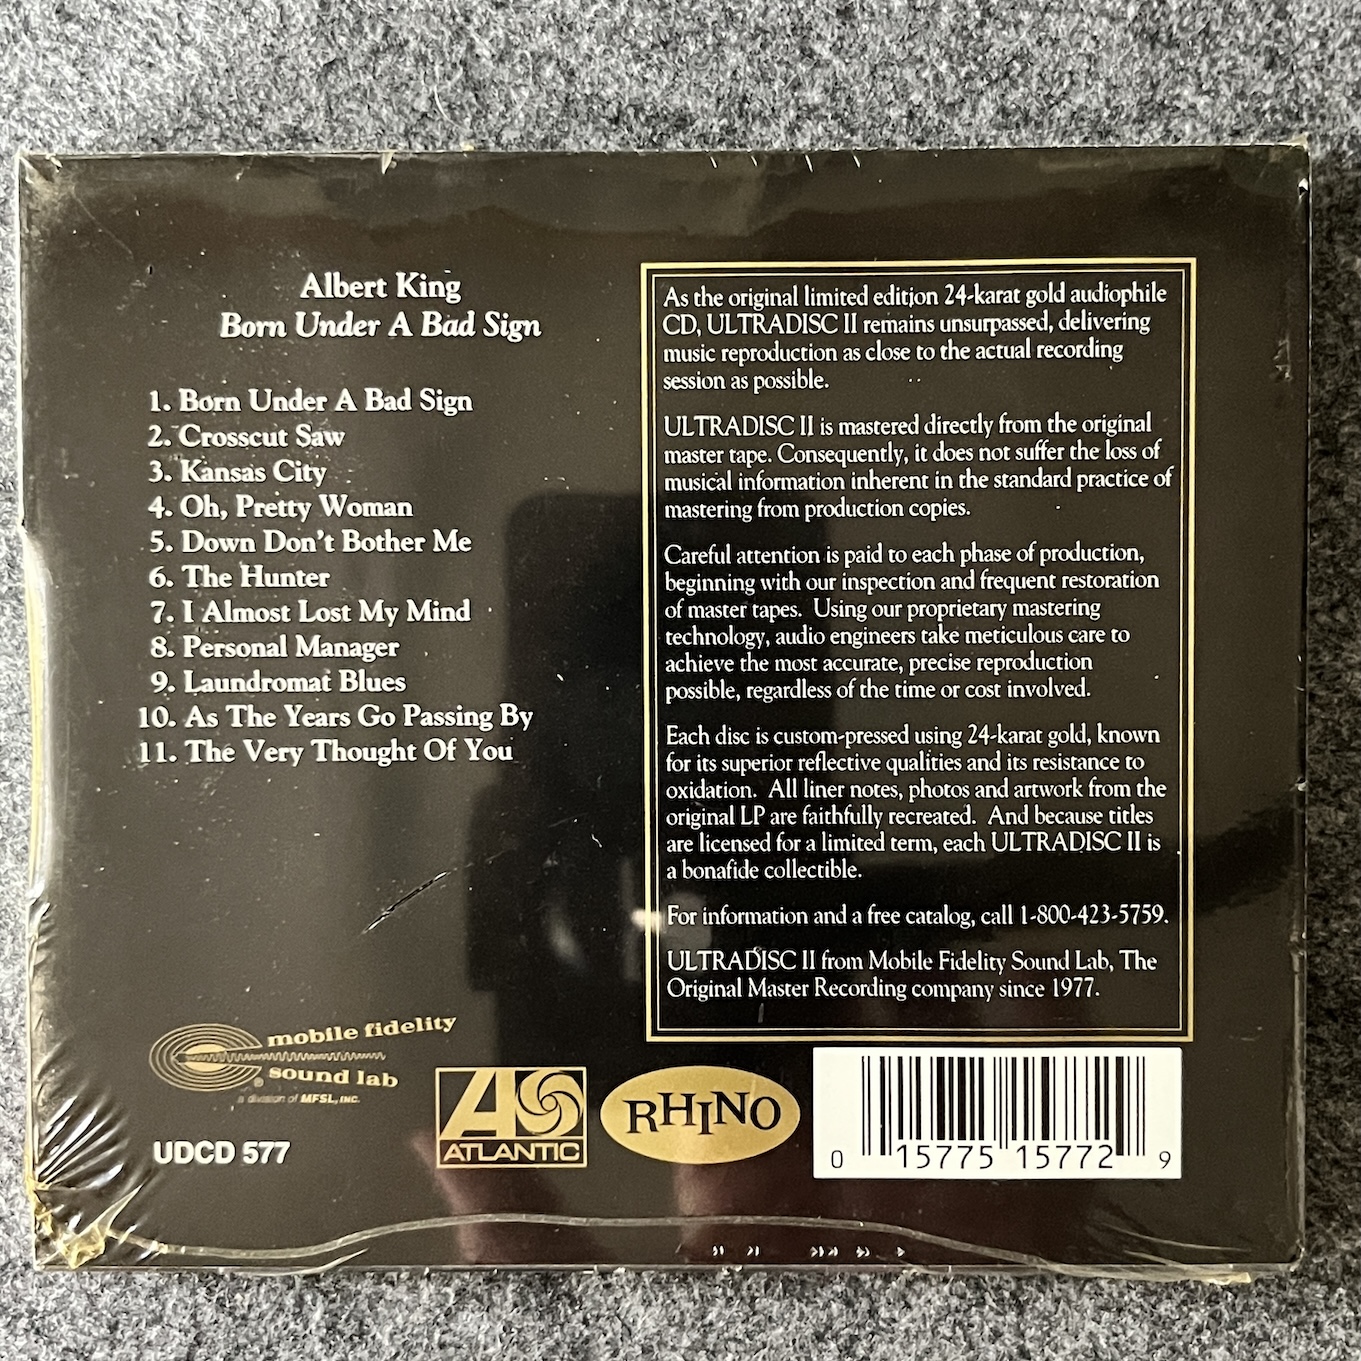 Albert King
Born Under A Bad Sign
1. Born Under A Bad Sign
2. Crosscut Saw
3. Kansas City
4. Oh, Pretty Woman
5. Down Don't Bother Me
6. The Hunter
7. I Almost Lost My Mind
8. Personal Manager
9. Laundromat Blues
10. As The Years Go Passing By
11. The Very Thought Of You
As the original limited edition 24-karat gold audiophile
CD, ULTRADISC II remains unsurpassed, delivering
music reproduction as close to the actual recording
session as possible.
ULTRADISC II is mastered directly from the original
master tape. Consequently, it does not suffer the loss of
musical information inherent in the standard practice of
mastering from production copies.
Careful attention is paid to each phase of production,
beginning with our inspection and frequent restoration
of master tapes. Using our proprietary mastering
technology, audio engineers take meticulous care to
achieve the most accurate, precise reproduction
possible, regardless of the time or cost involved.
Each disc is custom-pressed using 24-karat gold, known
for its superior reflective qualities and its resistance to
oxidation. All liner notes, photos and artwork from the
original LP are faithfully recreated. And because titles
are licensed for a limited term, each ULTRADISC II is
a bonafide collectible.
For information and a free catalog, call 1-800-423-5759.
ULTRADISC II from Mobile Fidelity Sound Lab, The
Original Master Recording company since 1977.
mobile fidelity
sound lab
®
a division of MFSL, INC.
UDCD 577
ATLANTIC
RHINO
0 15775 15772 9